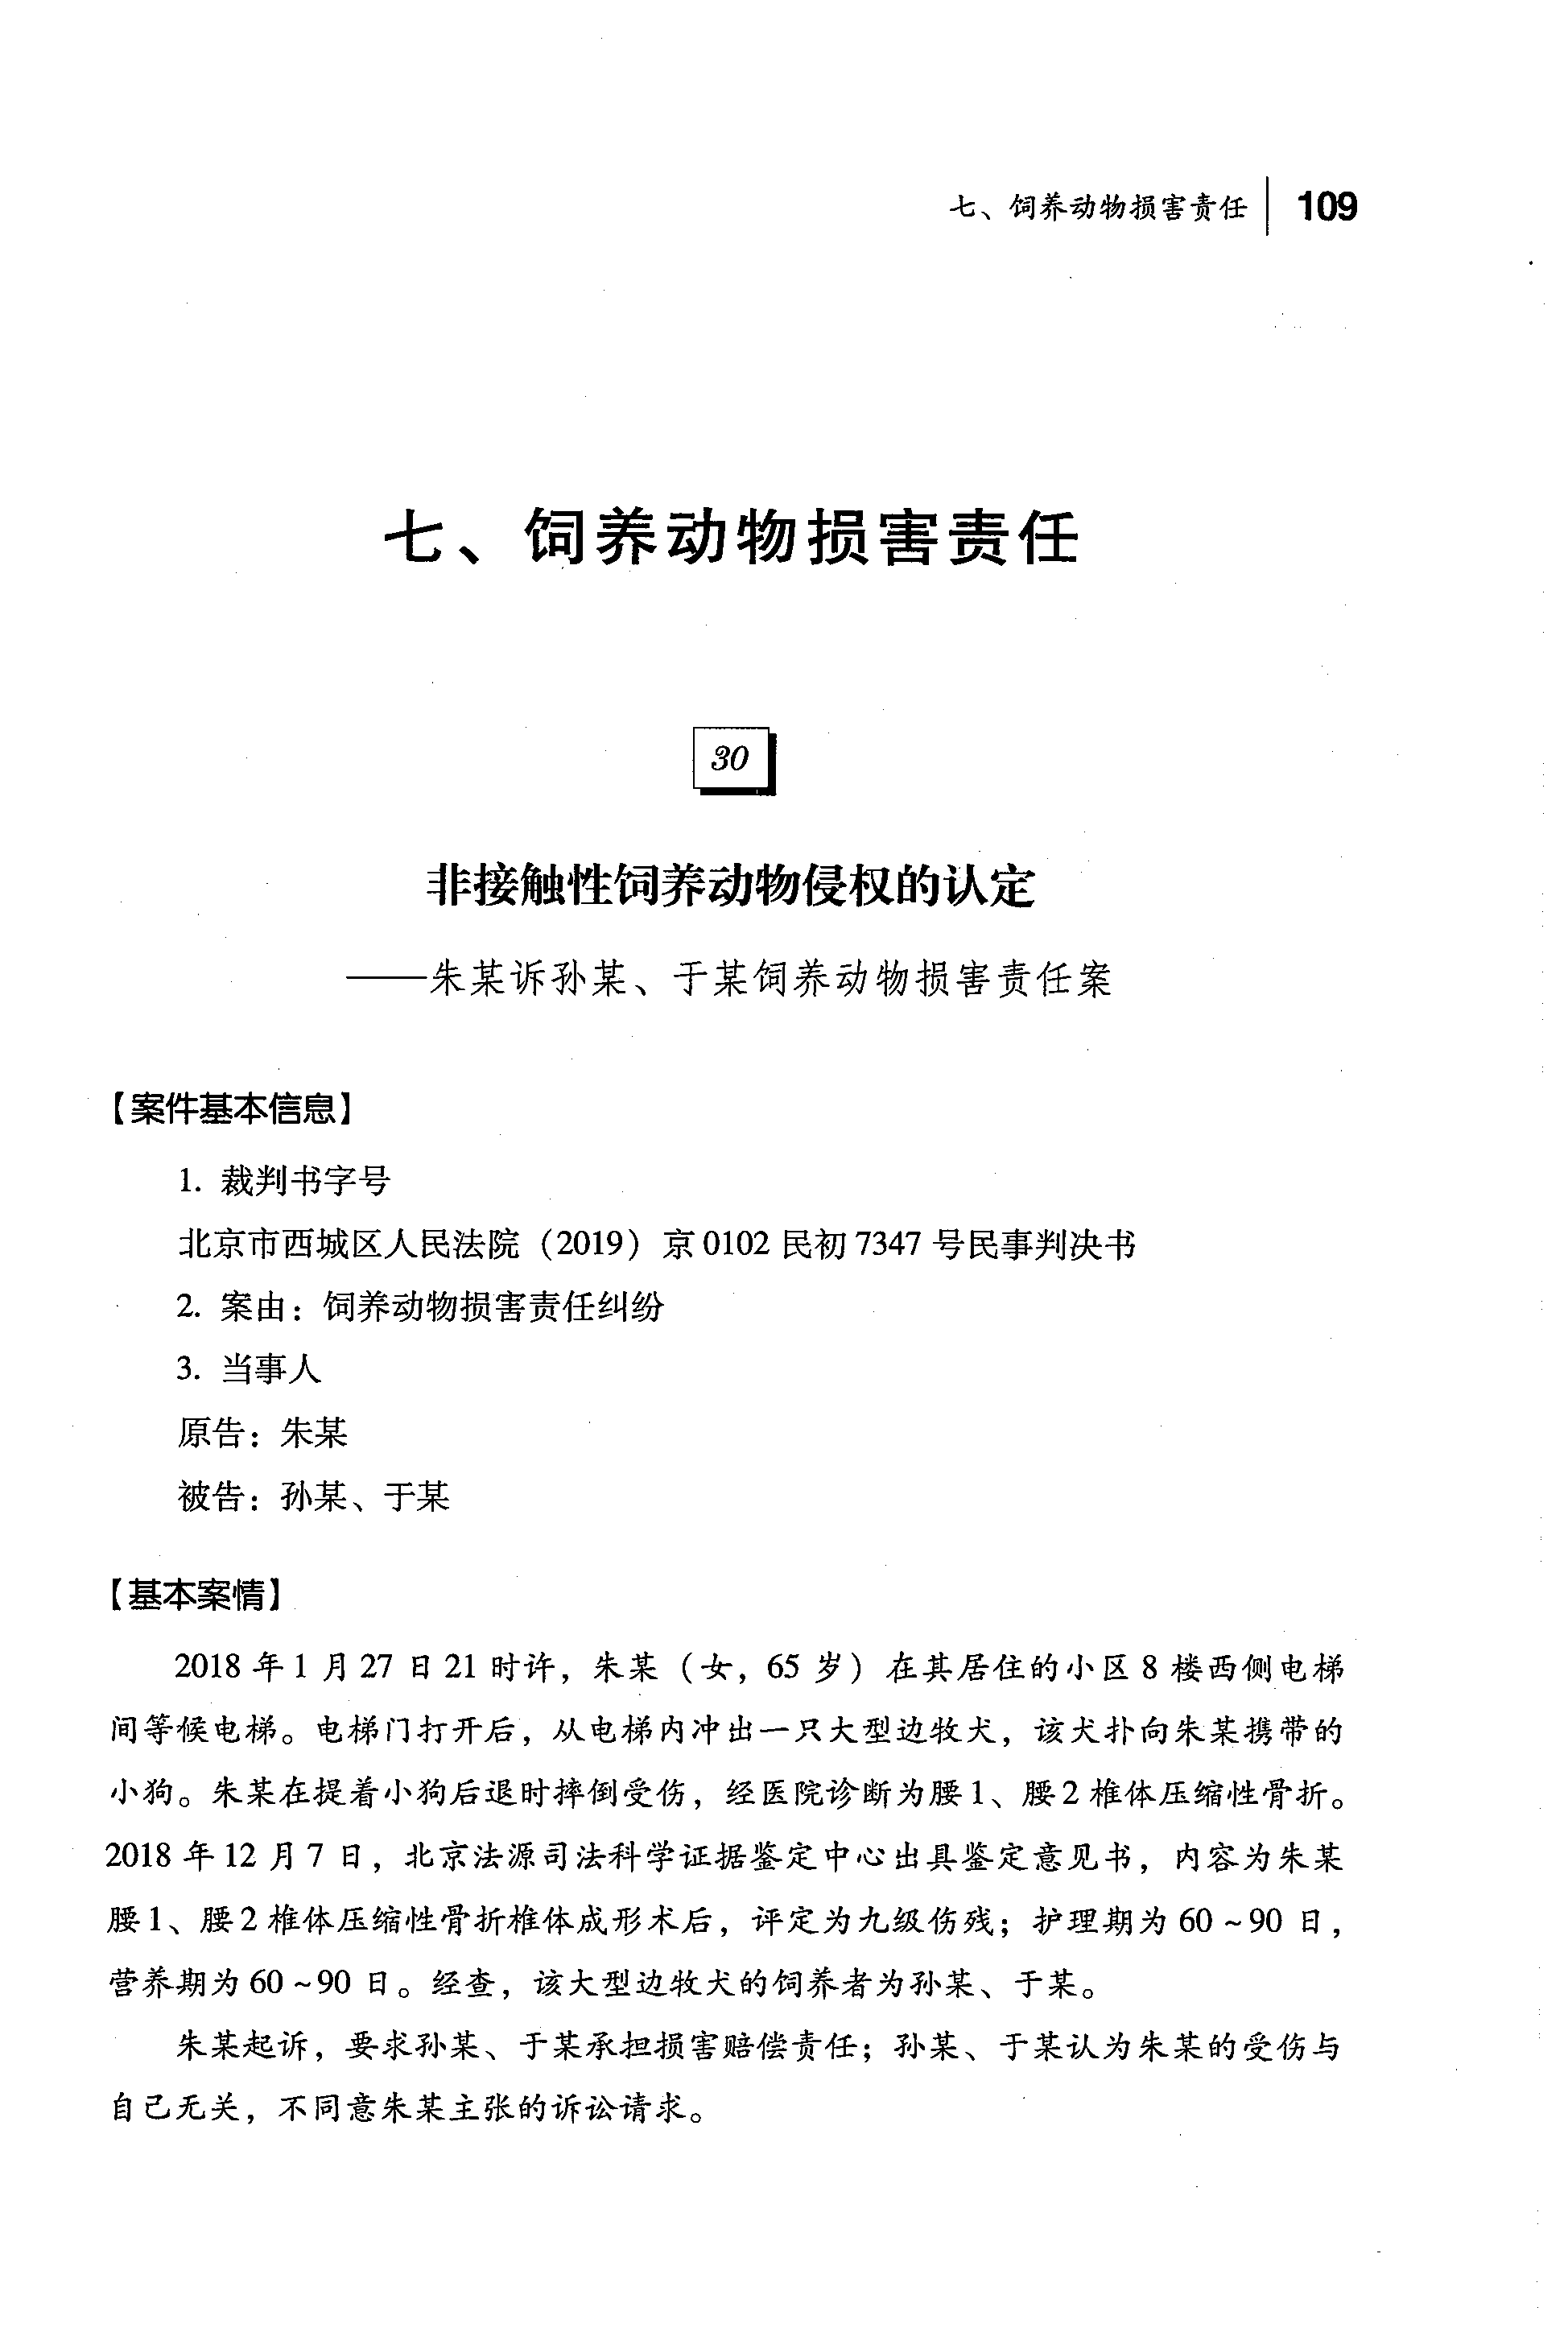 七、饲养动物损害责任 109
七、饲养动物损害责任
30
非接触性饲养动物侵权的认定
——朱某诉孙某、于某饲养动物损害责任案
【案件基本信息】
1. 裁判书字号
北京市西城区人民法院（2019）京0102民初7347号民事判决书
2. 案由：饲养动物损害责任纠纷
3. 当事人
原告：朱某
被告：孙某、于某
【基本案情】
2018年1月27日21时许，朱某（女，65岁）在其居住的小区8楼西侧电梯
间等候电梯。电梯门打开后，从电梯内冲出一只大型边牧犬，该犬扑向朱某携带的
小狗。朱某在提着小狗后退时摔倒受伤，经医院诊断为腰1、腰2椎体压缩性骨折。
2018年12月7日，北京法源司法科学证据鉴定中心出具鉴定意见书，内容为朱某
腰1、腰2椎体压缩性骨折椎体成形术后，评定为九级伤残；护理期为60~90日，
营养期为60~90日。经查，该大型边牧犬的饲养者为孙某、于某。
朱某起诉，要求孙某、于某承担损害赔偿责任；孙某、于某认为朱某的受伤与
自己无关，不同意朱某主张的诉讼请求。